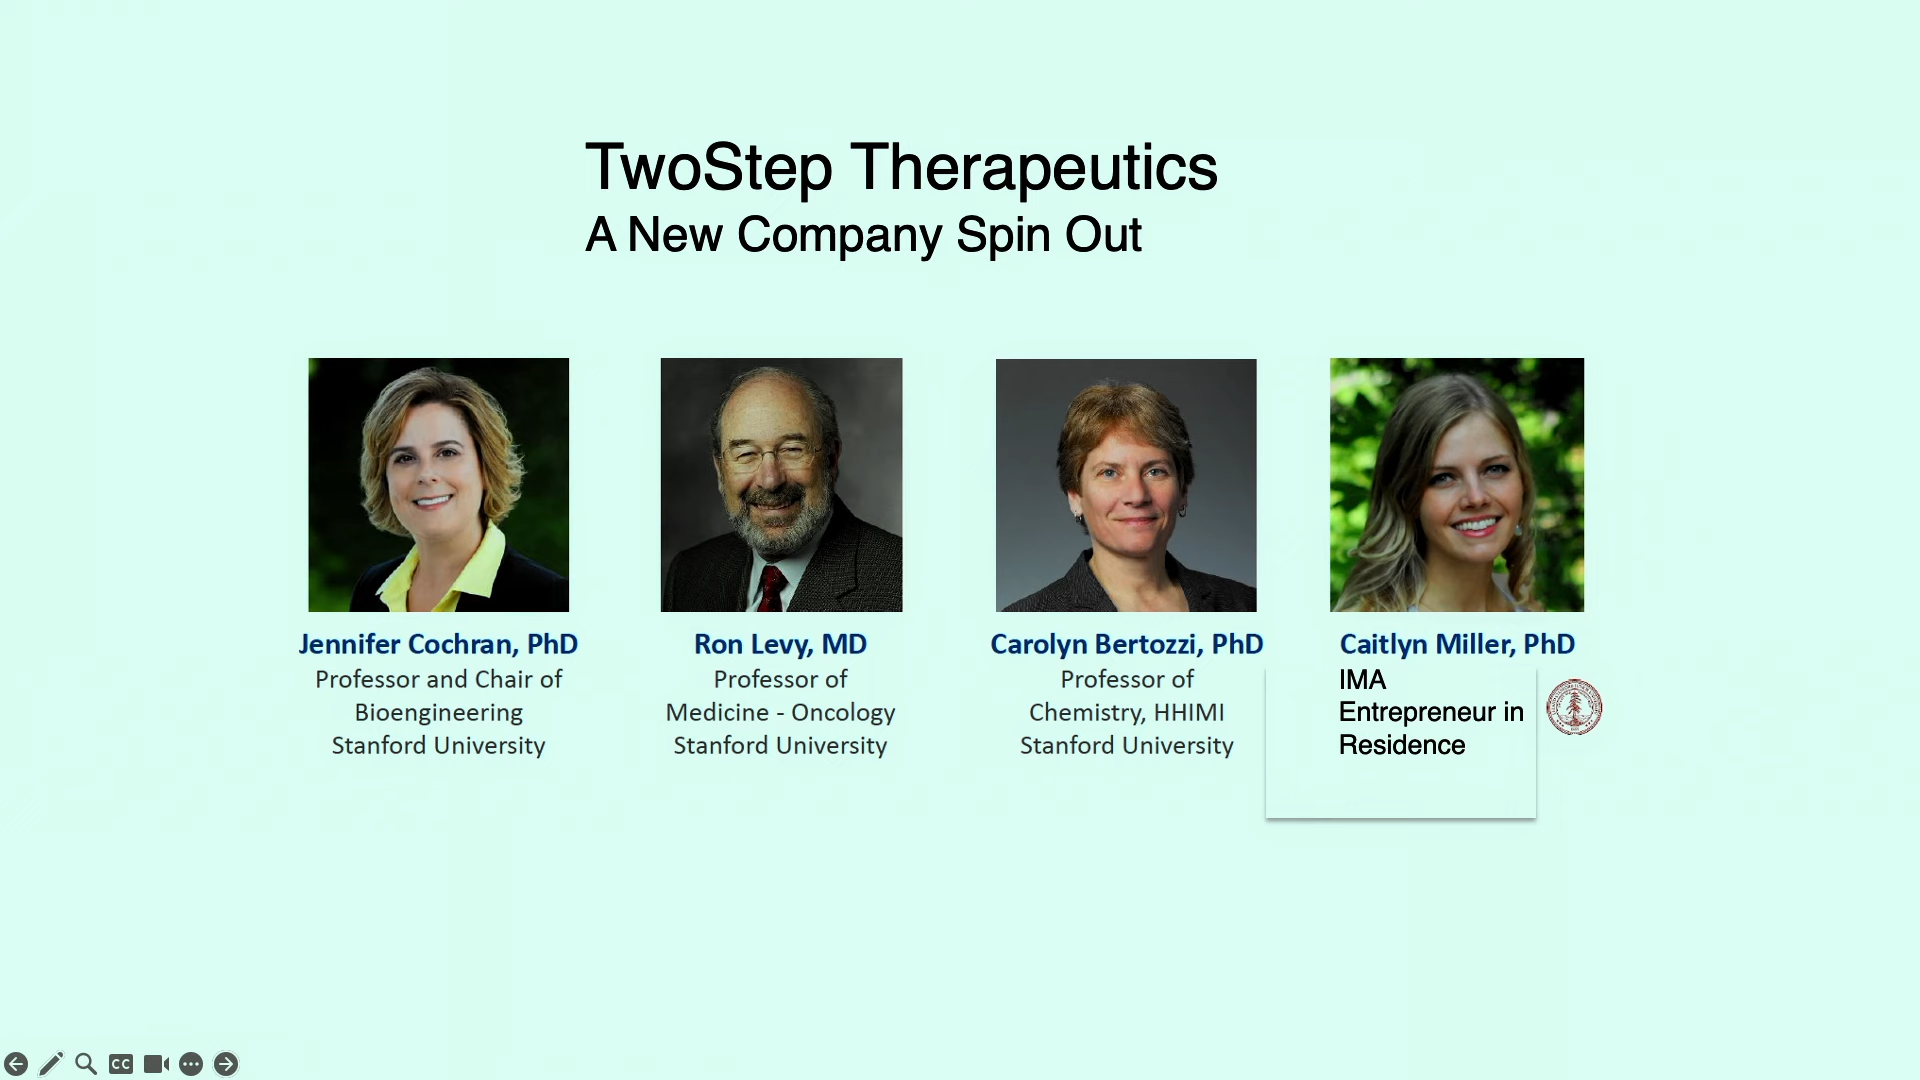 TwoStep Therapeutics
A New Company Spin Out
Jennifer Cochran, PhD
Professor and Chair of
Bioengineering
Stanford University
Ron Levy, MD
Professor of
Medicine - Oncology
Stanford University
Carolyn Bertozzi, PhD
Professor of
Chemistry, HHIMI
Stanford University
Caitlyn Miller, PhD
IMA
Entrepreneur in
Residence
CC